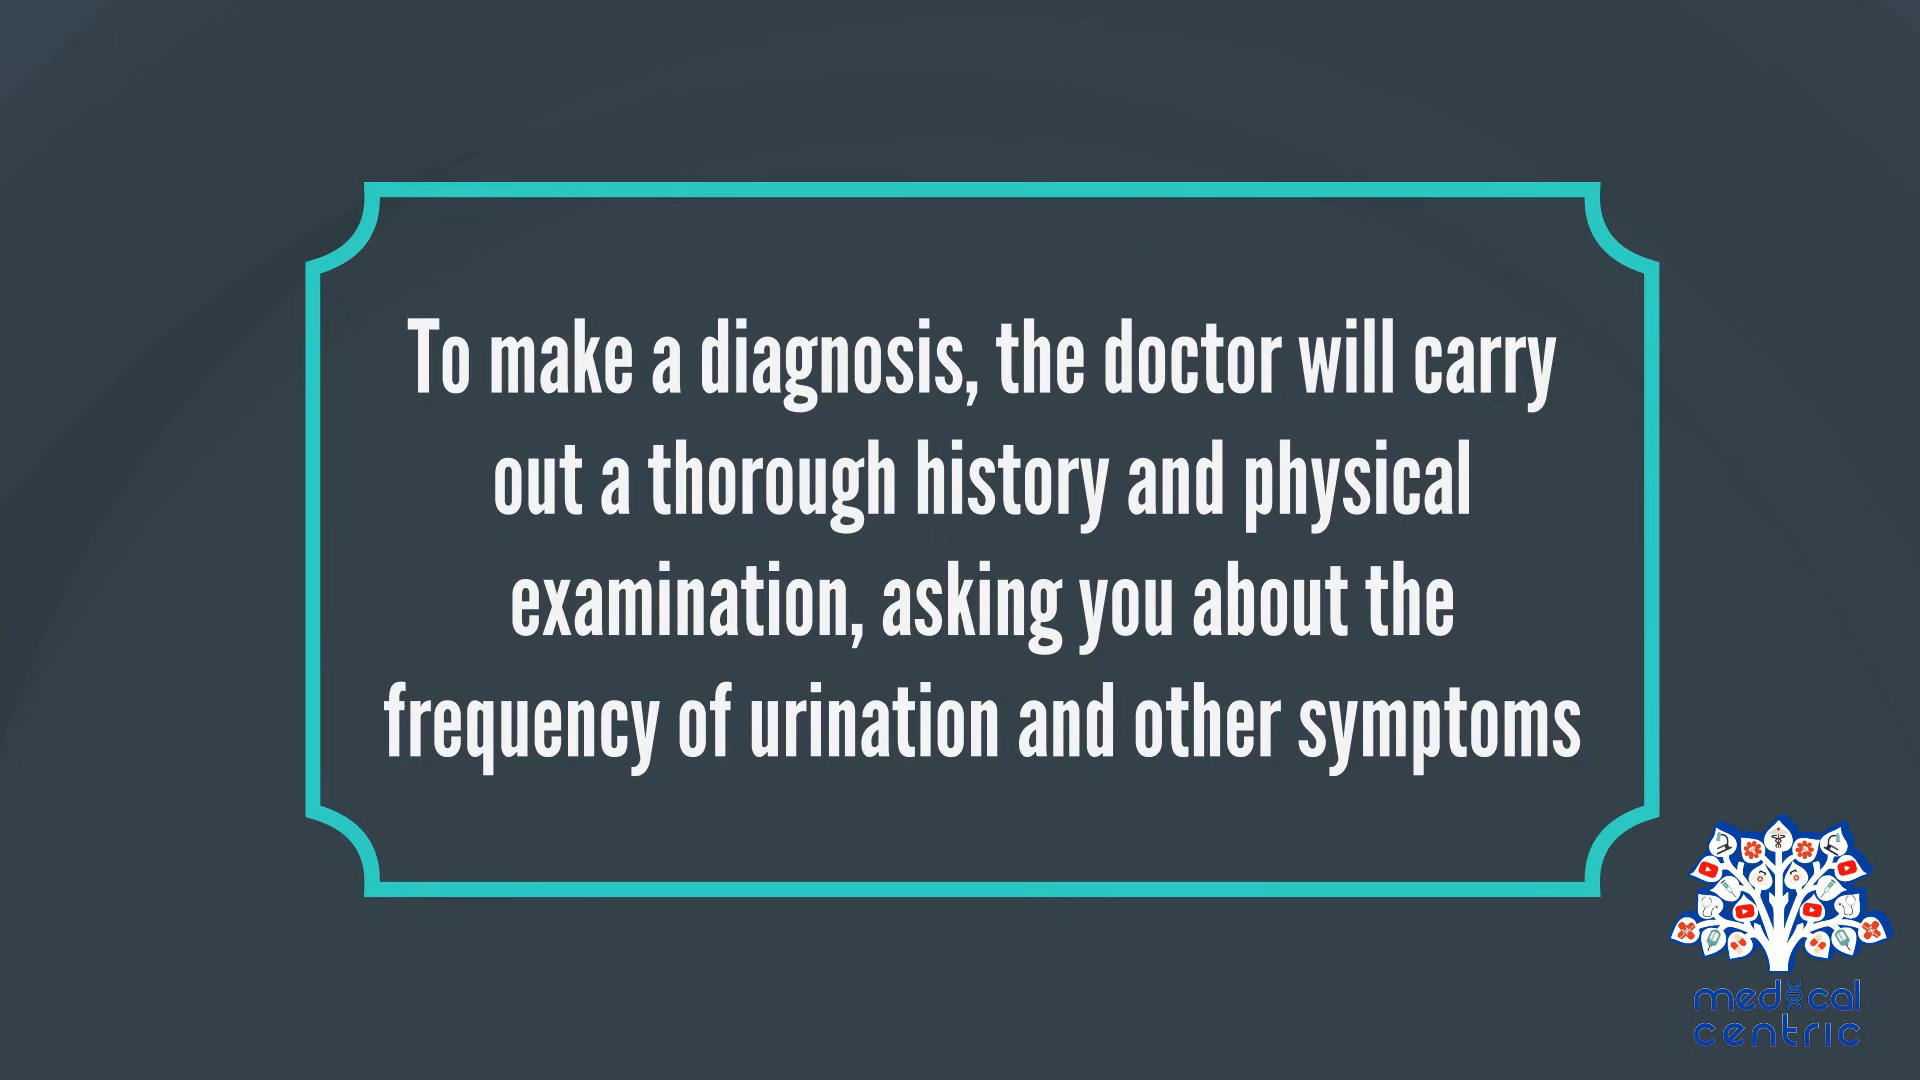 To make a diagnosis, the doctor will carry
out a thorough history and physical
examination, asking you about the
frequency of urination and other symptoms
medical
centric